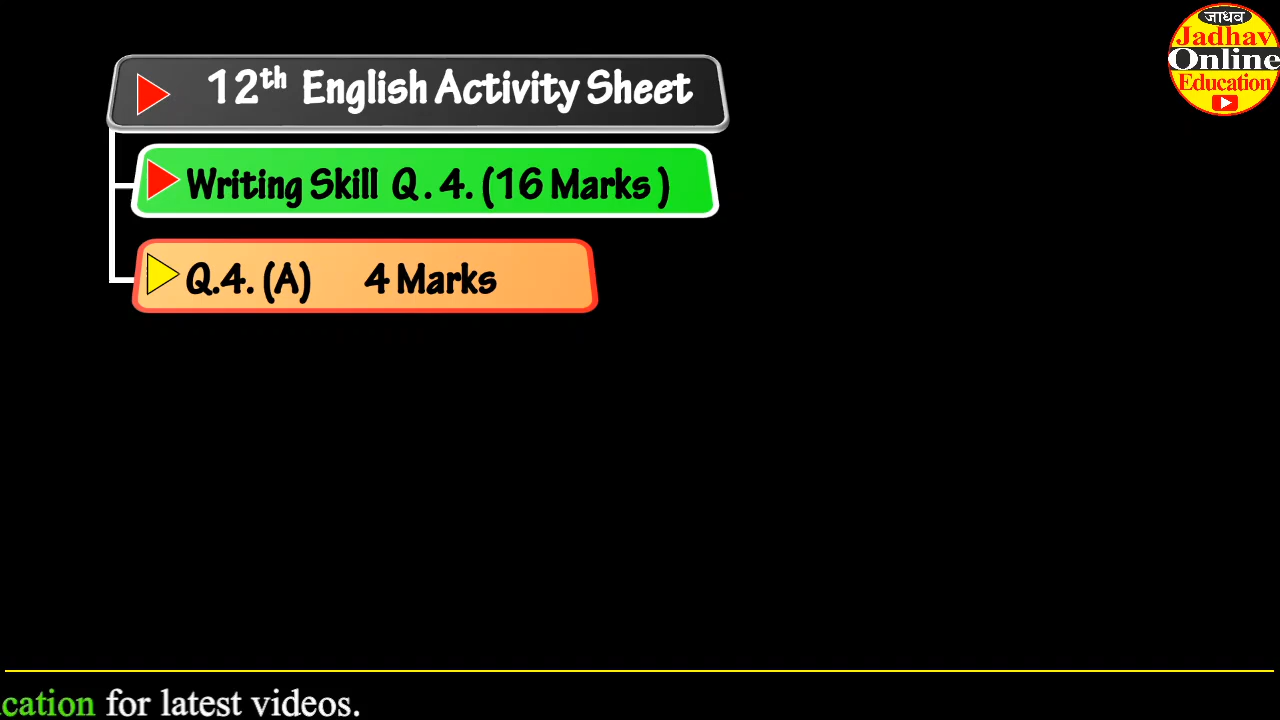 12th English Activity Sheet
Writing Skill Q . 4. (16 Marks )
Q.4. (A) 4 Marks
जाधव
Jadhav
Online
Education
cation for latest videos.